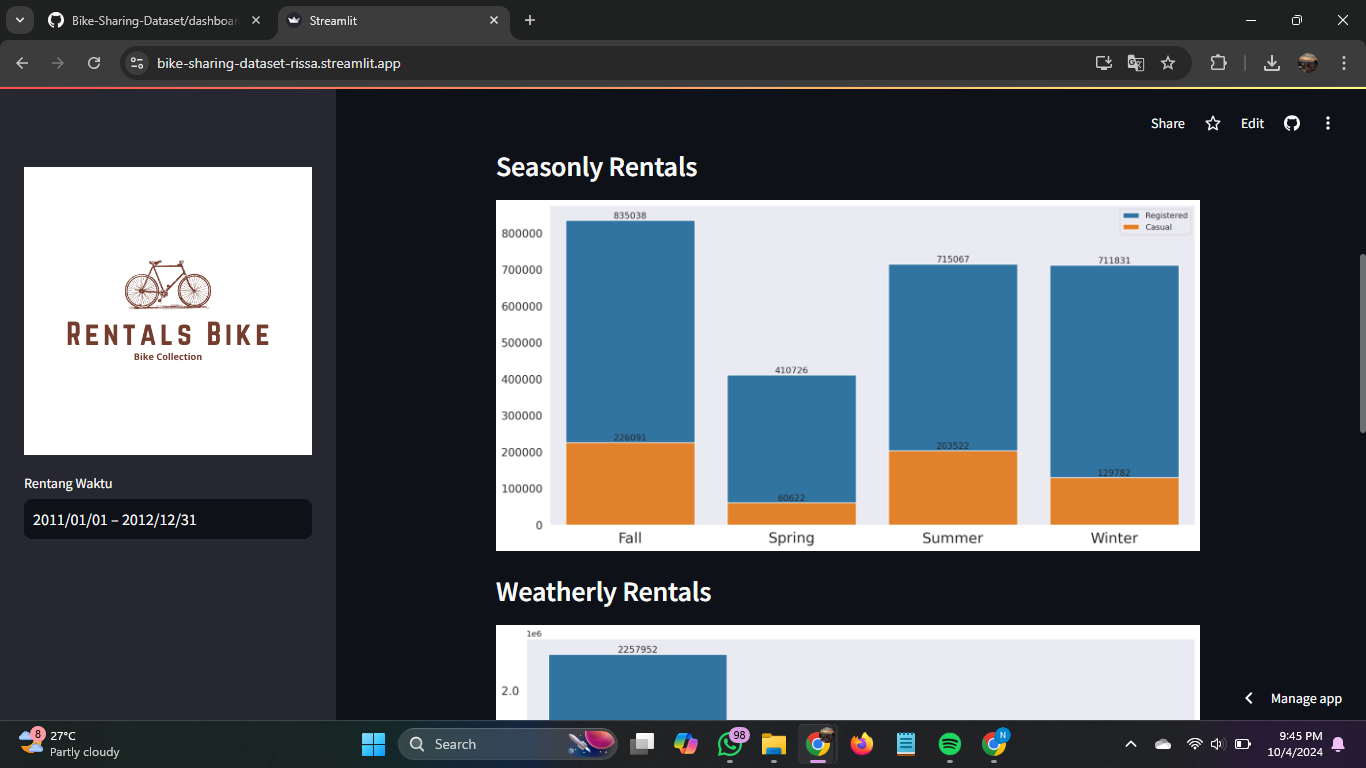 Bike-Sharing-Dataset/dashboar
Streamlit
bike-sharing-dataset-rissa.streamlit.app
Share
Edit
RENTALS BIKE
Bike Collection
Rentang Waktu
2011/01/01 – 2012/12/31
Seasonly Rentals
Registered
Casual
800000
700000
600000
500000
400000
300000
200000
100000
0
835038
226091
410726
60622
715067
203522
711831
129782
Fall
Spring
Summer
Winter
Weatherly Rentals
1e6
2257952
2.0
Manage app
8
27°C
Partly cloudy
Search
98
N
9:45 PM
10/4/2024